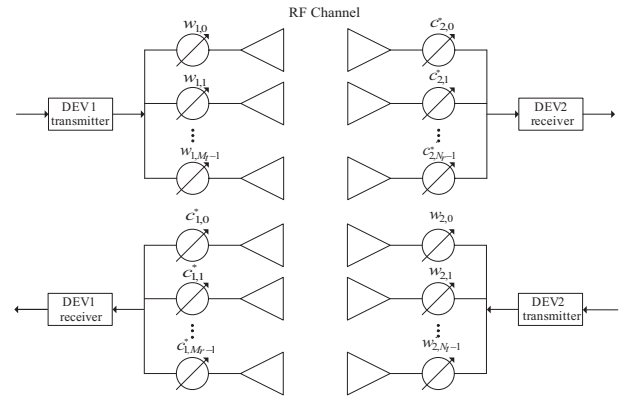 RF Channel
w1,0
c*2,0
w1,1
c*2,1
DEV1
transmitter
DEV2
receiver
w1,Mt−1
c*2,Nr−1
c*1,0
w2,0
c*1,1
w2,1
DEV1
receiver
DEV2
transmitter
c*1,Mr−1
w2,Nt−1